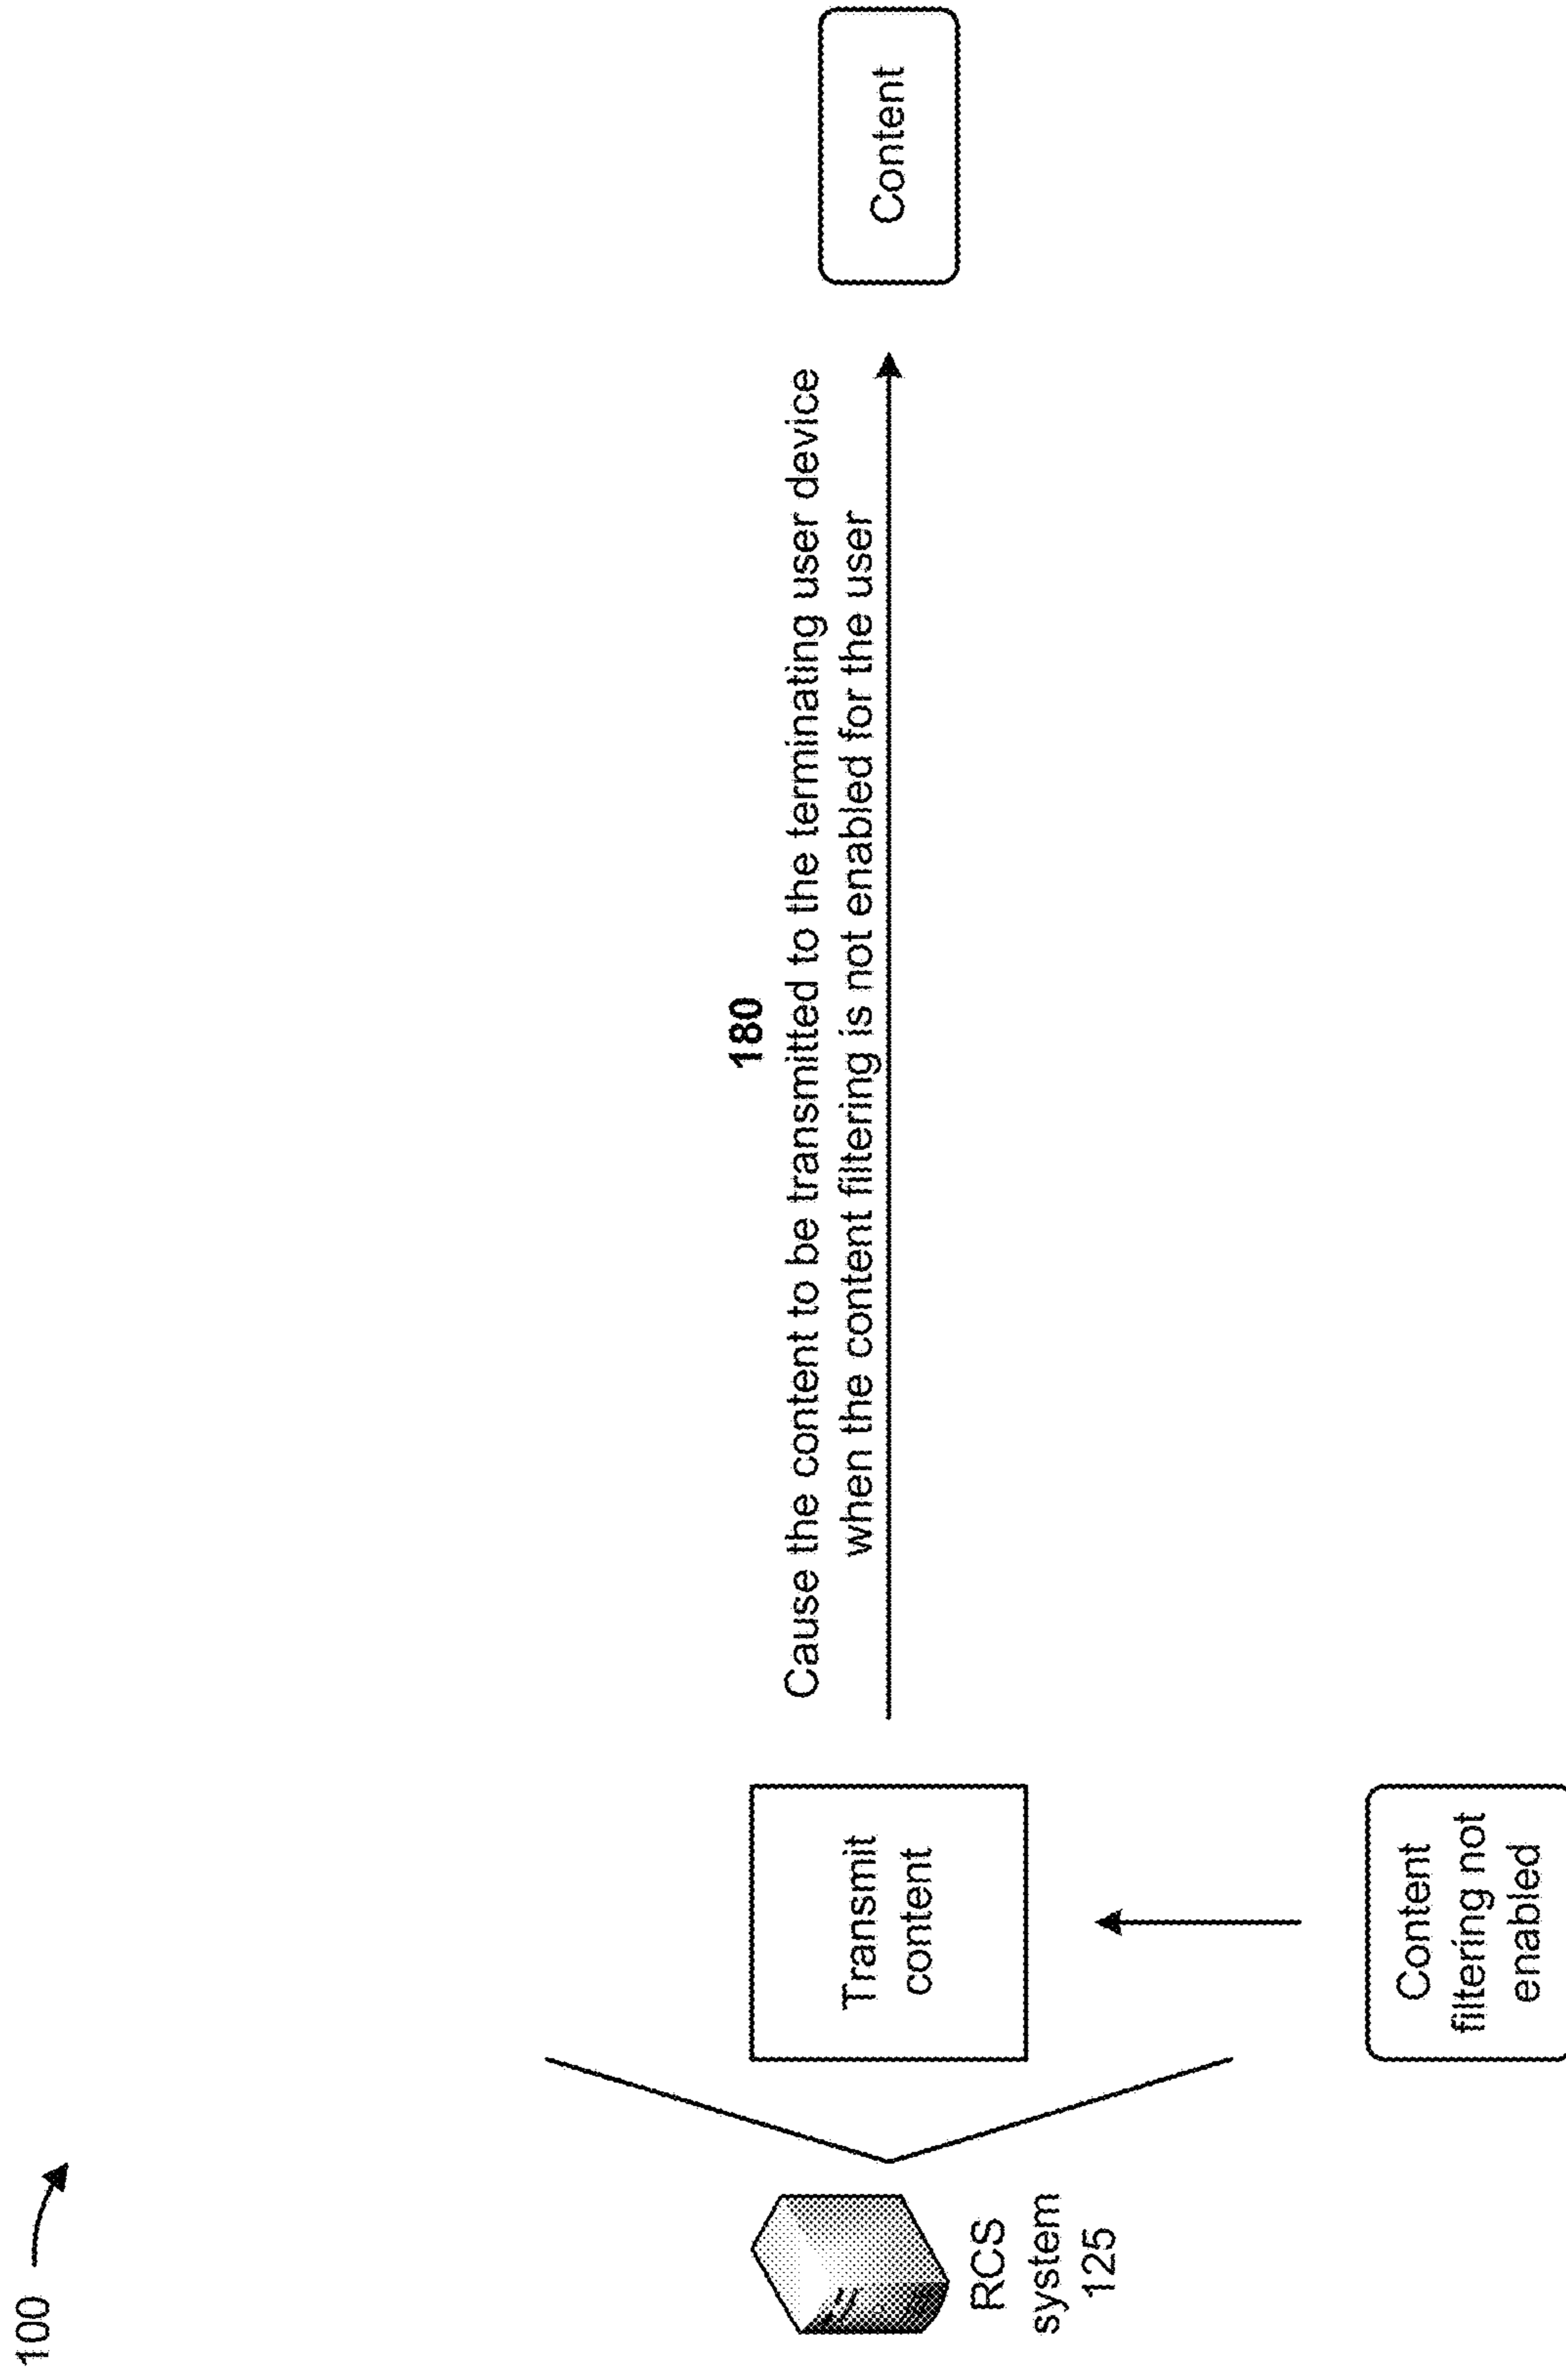 100
RCS
system
125
Transmit
content
Content
filtering not
enabled
180
Cause the content to be transmitted to the terminating user device
when the content filtering is not enabled for the user
Content